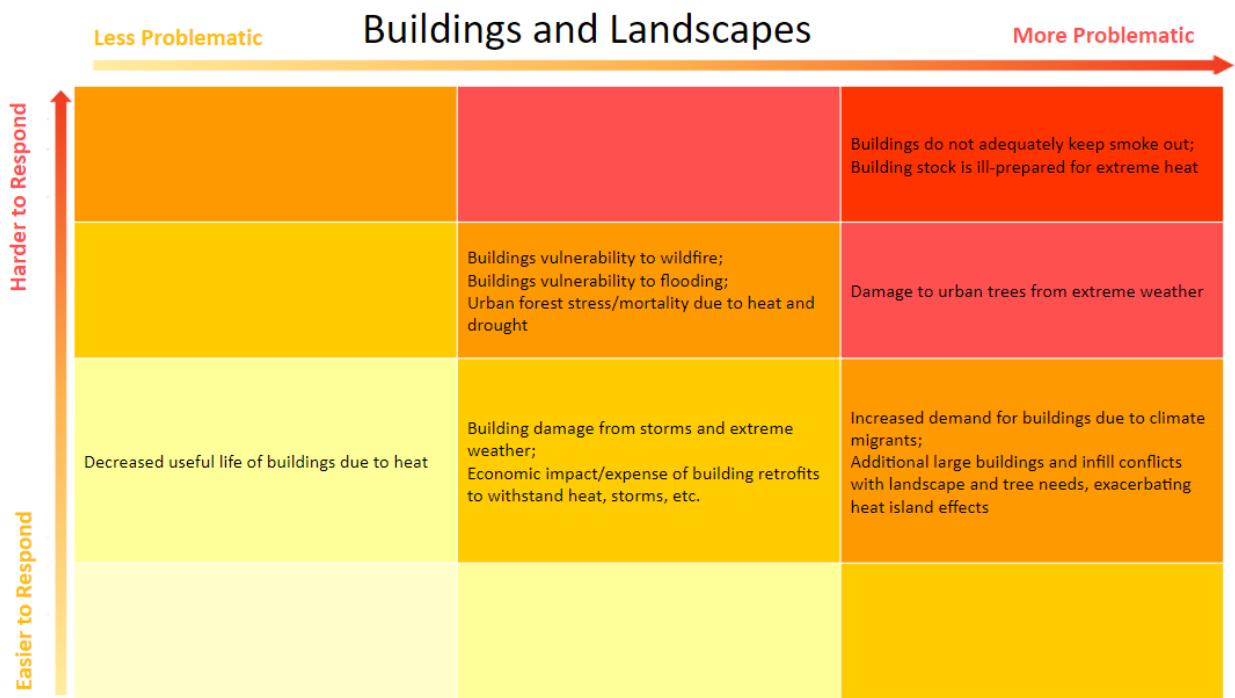 Buildings and Landscapes
Less Problematic
More Problematic
Harder to Respond
Easier to Respond
Buildings do not adequately keep smoke out;
Building stock is ill-prepared for extreme heat
Buildings vulnerability to wildfire;
Buildings vulnerability to flooding;
Urban forest stress/mortality due to heat and
drought
Damage to urban trees from extreme weather
Decreased useful life of buildings due to heat
Building damage from storms and extreme
weather;
Economic impact/expense of building retrofits
to withstand heat, storms, etc.
Increased demand for buildings due to climate
migrants;
Additional large buildings and infill conflicts
with landscape and tree needs, exacerbating
heat island effects